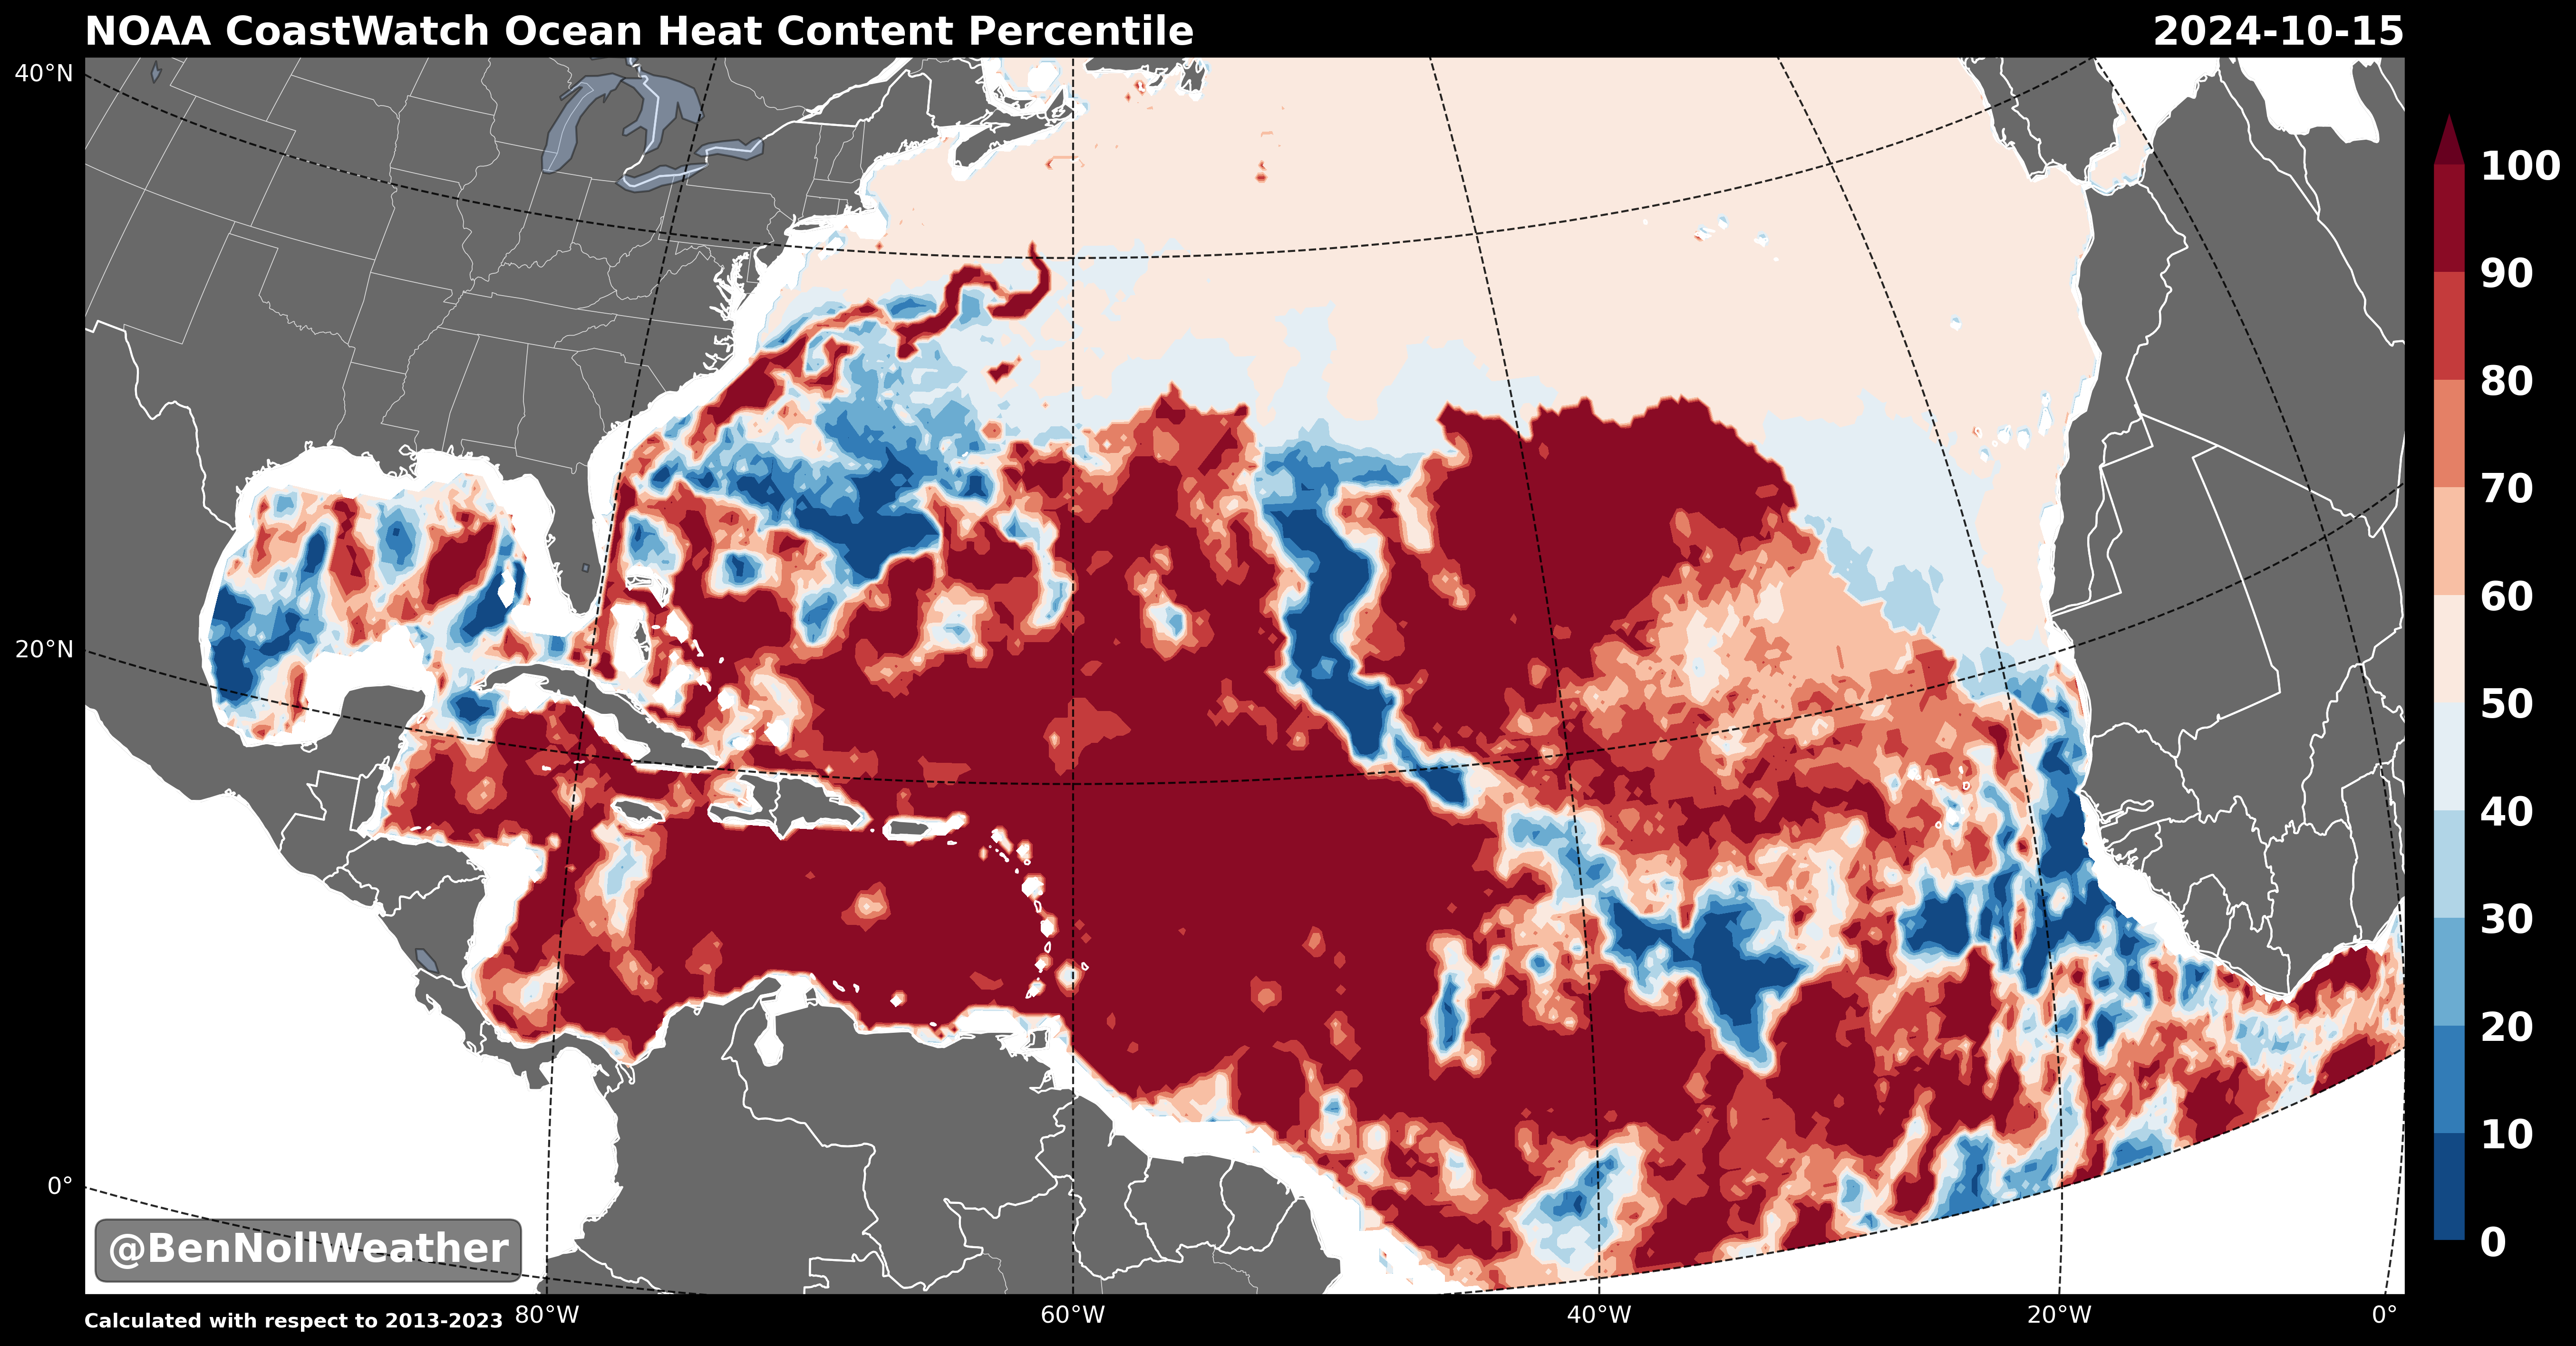 NOAA CoastWatch Ocean Heat Content Percentile 2024-10-15
40°N
20°N
0°
100
90
80
70
60
50
40
30
20
10
0
@BenNollWeather
Calculated with respect to 2013-2023 80°W 60°W 40°W 20°W 0°